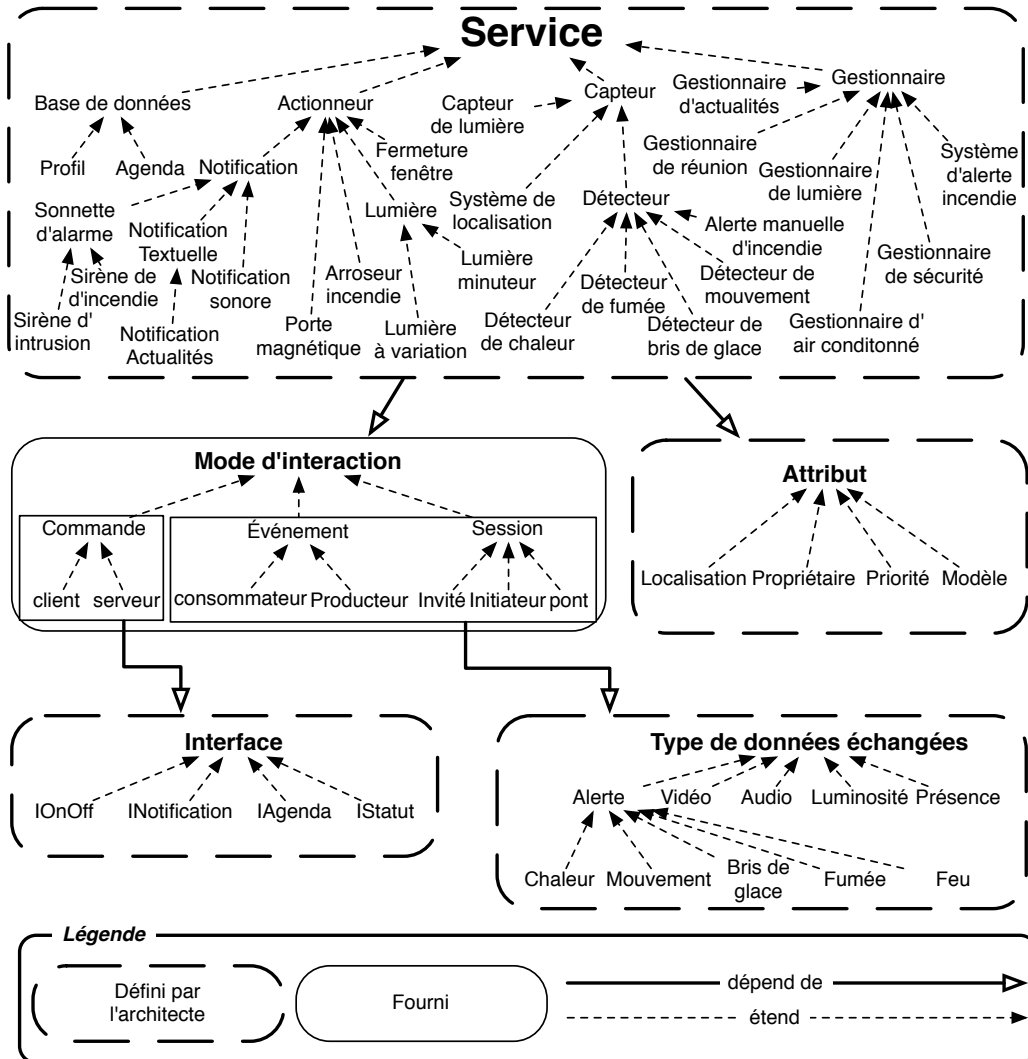 Service
Base de données
Actionneur
Capteur
de lumière
Capteur
Gestionnaire
d'actualités
Gestionnaire
Profil
Agenda
Notification
Fermeture
fenêtre
Gestionnaire
de réunion
Gestionnaire
de lumière
Système
d'alerte
incendie
Sonnette
d'alarme
Notification
Textuelle
Lumière
Système de
localisation
Détecteur
Alerte manuelle
d'incendie
Sirène de
d'incendie
Notification
sonore
Arroseur
incendie
Lumière
minuteur
Détecteur
de fumée
Détecteur de
mouvement
Gestionnaire
de sécurité
Sirène d'
intrusion
Notification
Actualités
Porte
magnétique
Lumière
à variation
Détecteur
de chaleur
Détecteur de
bris de glace
Gestionnaire d'
air conditonné
Mode d'interaction
Commande
Événement
Session
client
serveur
consommateur
Producteur
Invité
Initiateur
pont
Attribut
Localisation
Propriétaire
Priorité
Modèle
Interface
IOnOff
INotification
IAgenda
IStatut
Type de données échangées
Alerte
Vidéo
Audio
Luminosité
Présence
Chaleur
Mouvement
Bris de
glace
Fumée
Feu
Légende
Défini par
l'architecte
Fourni
dépend de
étend